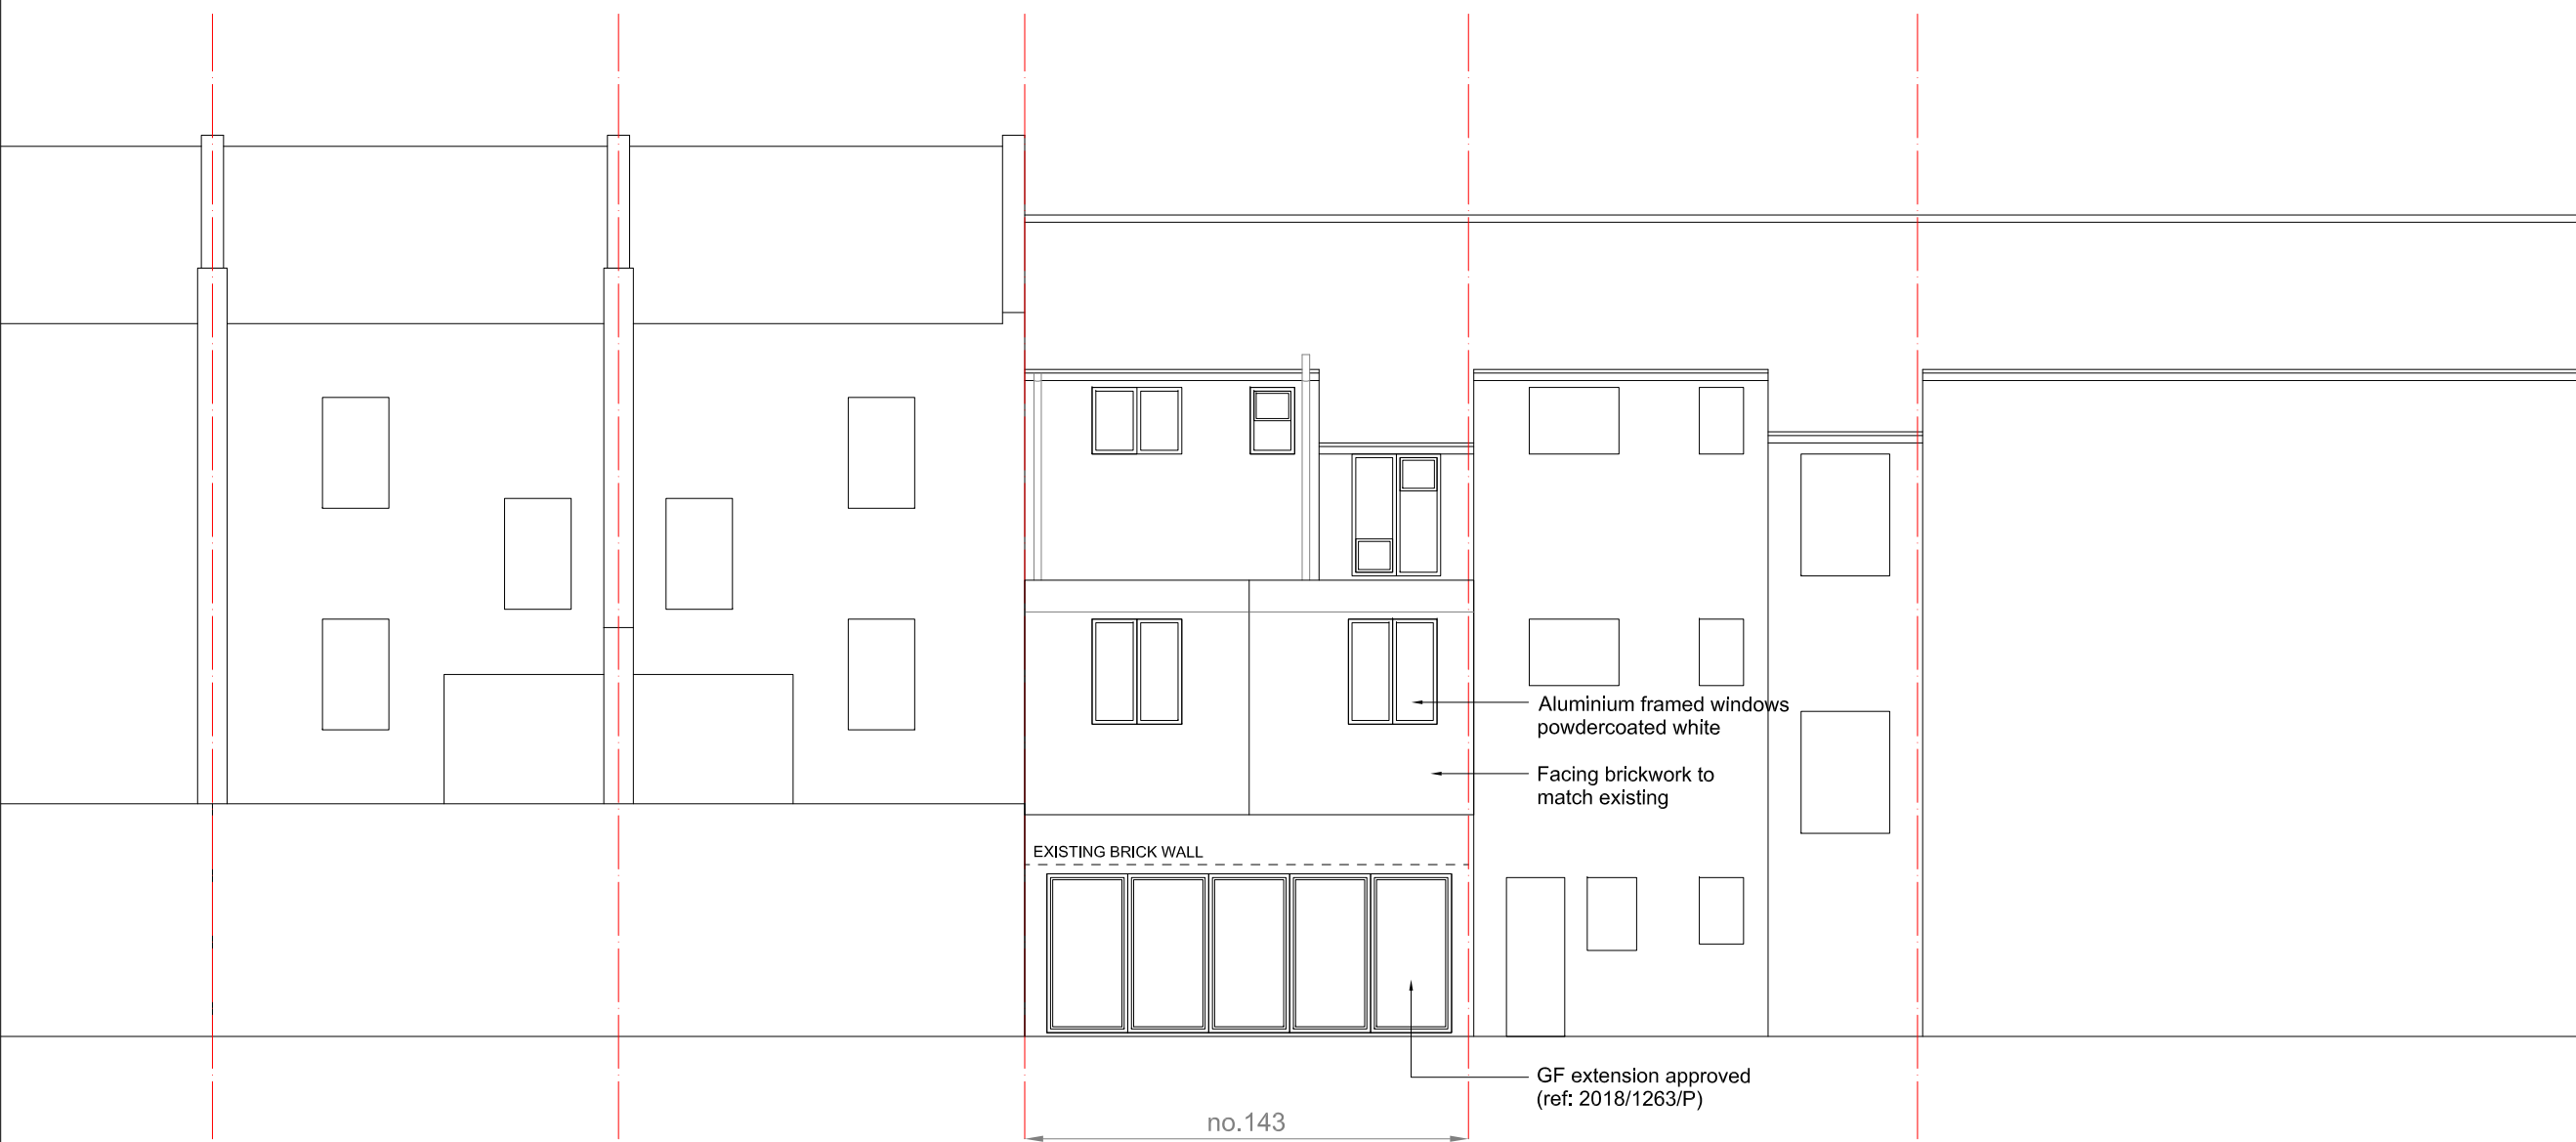 Aluminium framed windows
powdercoated white
Facing brickwork to
match existing
EXISTING BRICK WALL
GF extension approved
(ref: 2018/1263/P)
no.143